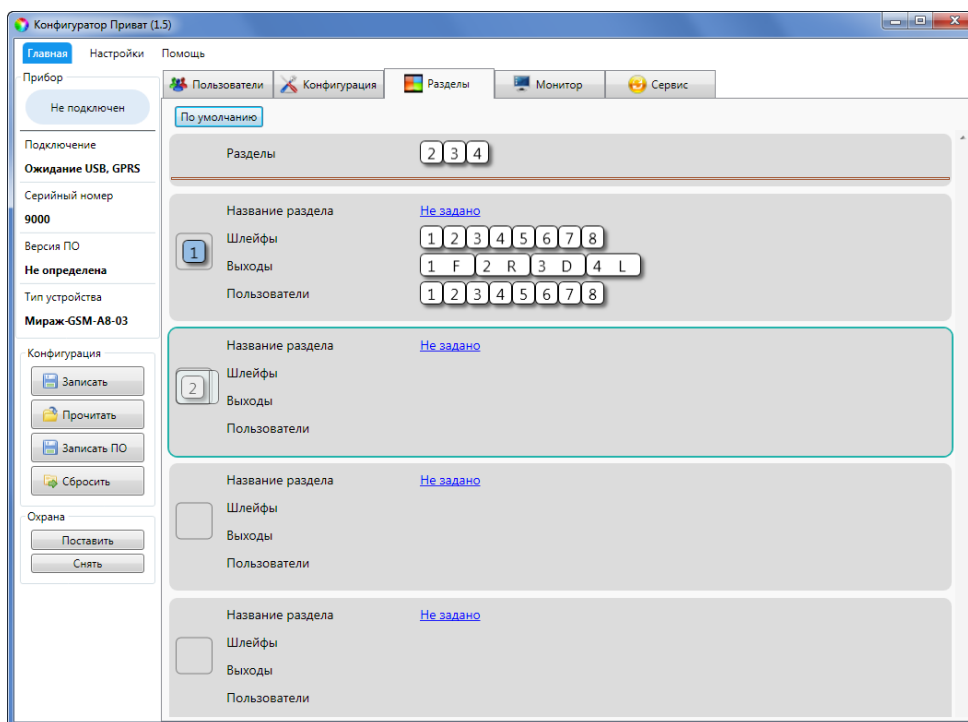 Конфигуратор Приват (1.5)
Главная Настройки Помощь
Прибор
Не подключен
Подключение
Ожидание USB, GPRS
Серийный номер
9000
Версия ПО
Не определена
Тип устройства
Мираж-GSM-A8-03
Конфигурация
Записать
Прочитать
Записать ПО
Сбросить
Охрана
Поставить
Снять
Пользователи Конфигурация Разделы Монитор Сервис
По умолчанию
Разделы 2 3 4
1
Название раздела Не задано
Шлейфы 1 2 3 4 5 6 7 8
Выходы 1 F 2 R 3 D 4 L
Пользователи 1 2 3 4 5 6 7 8
2
Название раздела Не задано
Шлейфы
Выходы
Пользователи
Название раздела Не задано
Шлейфы
Выходы
Пользователи
Название раздела Не задано
Шлейфы
Выходы
Пользователи